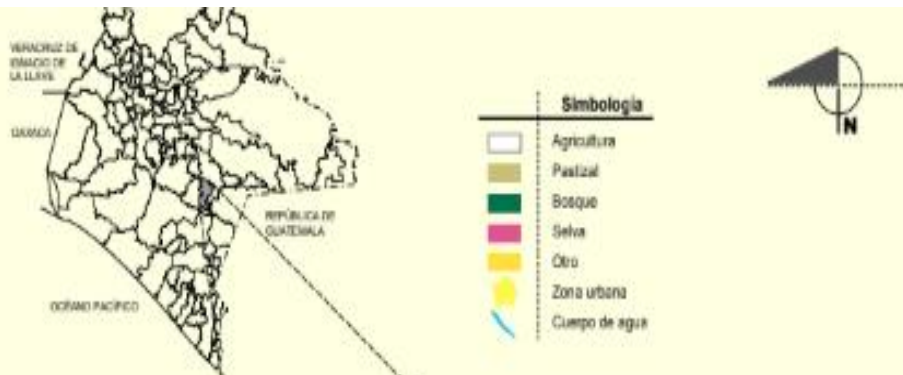 VERACRUZ DE
IGNACIO DE
LA LLAVE
OAXACA
REPÚBLICA DE
GUATEMALA
OCÉANO PACÍFICO
Simbología
Agricultura
Pastizal
Bosque
Selva
Otro
Zona urbana
Cuerpo de agua
N